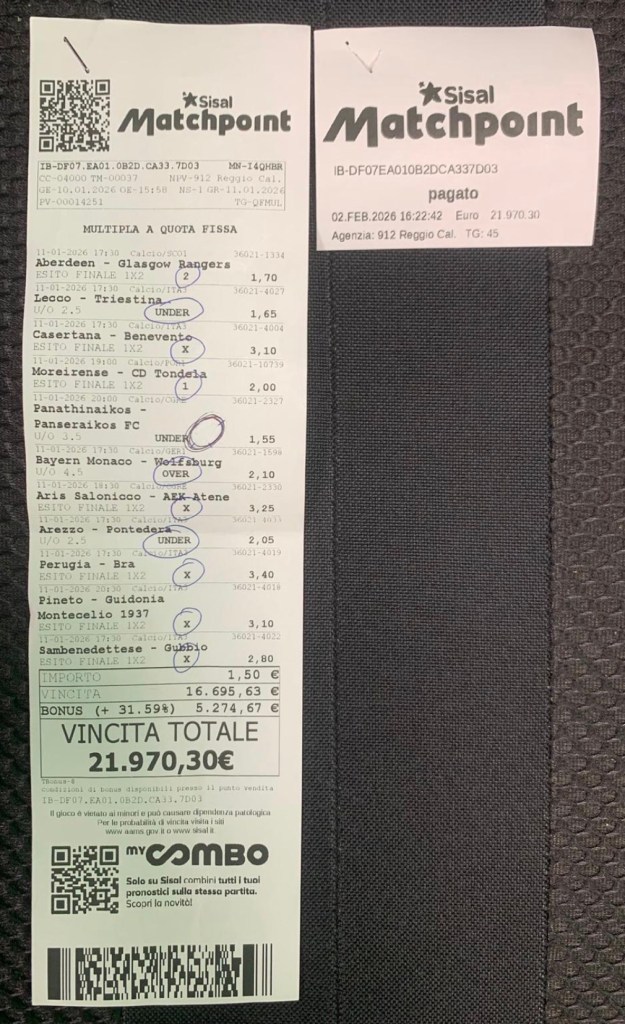 Sisal
Matchpoint
IB-DF07.EA01.0B2D.CA33.7D03 MN-I4QHBR
CC-04000 TM-00037 NPV-912 Reggio Cal.
GE-10.01.2026 OE-15:58 NS-1 GR-11.01.2026
PV-00014251 TG-QFMUL
MULTIPLA A QUOTA FISSA
11-01-2026 17:30 Calcio/SCO1 36021-1334
Aberdeen - Glasgow Rangers
ESITO FINALE 1X2 2 1,70
11-01-2026 17:30 Calcio/ITA3 36021-4027
Lecco - Triestina
U/O 2.5 UNDER 1,65
11-01-2026 17:30 Calcio/ITA3 36021-4004
Casertana - Benevento
ESITO FINALE 1X2 X 3,10
11-01-2026 19:00 36021-10739
Moreirense - CD Tondela
ESITO FINALE 1X2 1 2,00
11-01-2026 20:00 36021-2327
Panathinaikos -
Panseraikos FC
U/O 3.5 UNDER 1,55
11-01-2026 17:30 Calcio/GER1 36021-1594
Bayern Monaco - Wolfsburg
U/O 4.5 OVER 2,10
11-01-2026 18:30 36021-2330
Aris Salonicco - AEK Atene
ESITO FINALE 1X2 X 3,25
11-01-2026 17:30 Calcio/ITA3
Arezzo - Pontedera
U/O 2.5 UNDER 2,05
11-01-2026 17:30 Calcio/ITA3 36021-4019
Perugia - Bra
ESITO FINALE 1X2 X 3,40
11-01-2026 20:30 Calcio/ITA3 36021-4018
Pineto - Guidonia
Montecelio 1937
ESITO FINALE 1X2 X 3,10
11-01-2026 17:30 Calcio/ITA3 36021-4022
Sambenedettese - Gubbio
ESITO FINALE 1X2 X 2,80
IMPORTO 1,50 €
VINCITA 16.695,63 €
BONUS (+ 31.59%) 5.274,67 €
VINCITA TOTALE
21.970,30€
condizioni di bonus disponibili presso il punto vendita
IB-DF07.EA01.0B2D.CA33.7D03
Il gioco è vietato ai minori e può causare dipendenza patologica
Per le probabilità di vincita visita i siti
www.aams.gov.it o www.sisal.it
MY COMBO
Solo su Sisal combini tutti i tuoi
pronostici sulla stessa partita.
Scopri la novità!
Sisal
Matchpoint
IB-DF07EA010B2DCA337D03
pagato
02.FEB.2026 16:22:42 Euro 21.970.30
Agenzia: 912 Reggio Cal. TG: 45